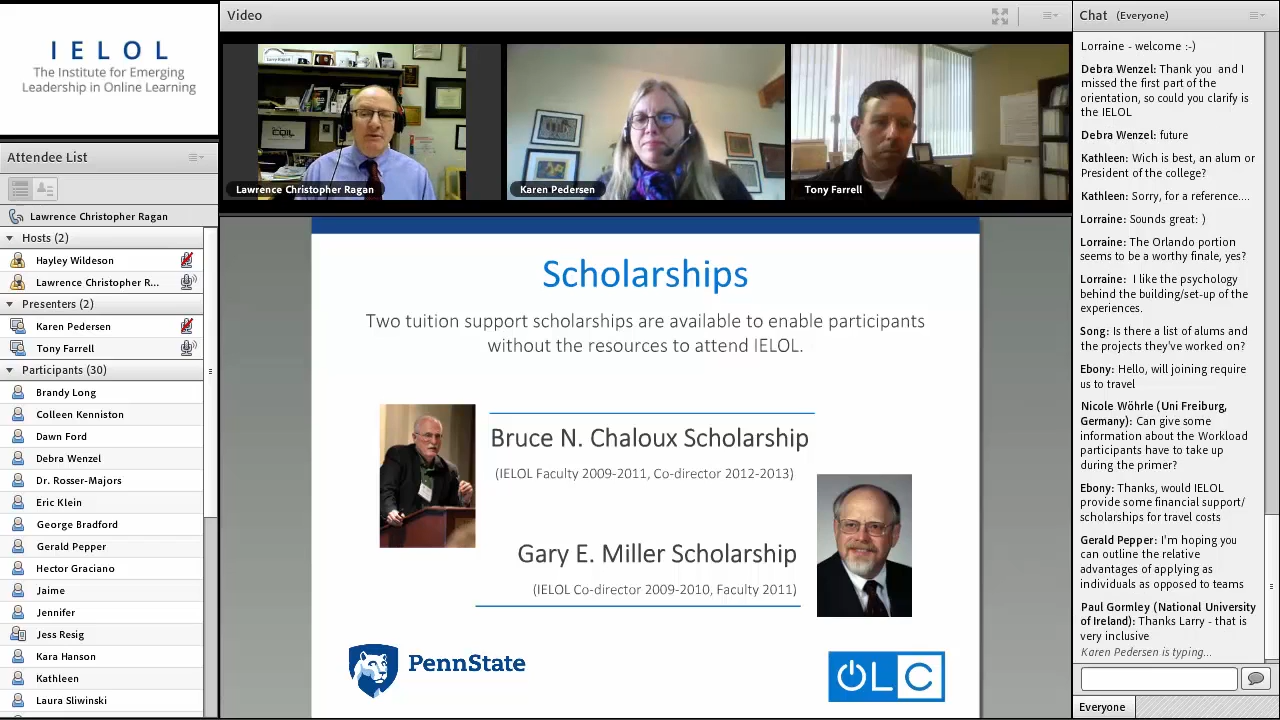 I E L O L
The Institute for Emerging
Leadership in Online Learning
Attendee List
Lawrence Christopher Ragan
Hosts (2)
Hayley Wildeson
Lawrence Christopher R...
Presenters (2)
Karen Pedersen
Tony Farrell
Participants (30)
Brandy Long
Colleen Kenniston
Dawn Ford
Debra Wenzel
Dr. Rosser-Majors
Eric Klein
George Bradford
Gerald Pepper
Hector Graciano
Jaime
Jennifer
Jess Resig
Kara Hanson
Kathleen
Laura Sliwinski
Video
Lawrence Christopher Ragan
Karen Pedersen
Tony Farrell
Scholarships
Two tuition support scholarships are available to enable participants
without the resources to attend IELOL.
Bruce N. Chaloux Scholarship
(IELOL Faculty 2009-2011, Co-director 2012-2013)
Gary E. Miller Scholarship
(IELOL Co-director 2009-2010, Faculty 2011)
PennState
OLC
Chat (Everyone)
Lorraine - welcome :-)
Debra Wenzel: Thank you and I
missed the first part of the
orientation, so could you clarify is
the IELOL
Debra Wenzel: future
Kathleen: Wich is best, an alum or
President of the college?
Kathleen: Sorry, for a reference....
Lorraine: Sounds great: )
Lorraine: The Orlando portion
seems to be a worthy finale, yes?
Lorraine: I like the psychology
behind the building/set-up of the
experiences.
Song: Is there a list of alums and
the projects they've worked on?
Ebony: Hello, will joining require
us to travel
Nicole Wöhrle (Uni Freiburg,
Germany): Can give some
information about the Workload
participants have to take up
during the primer?
Ebony: Thanks, would IELOL
provide some financial support/
scholarships for travel costs
Gerald Pepper: I'm hoping you
can outline the relative
advantages of applying as
individuals as opposed to teams
Paul Gormley (National University
of Ireland): Thanks Larry - that is
very inclusive
Karen Pedersen is typing...
Everyone